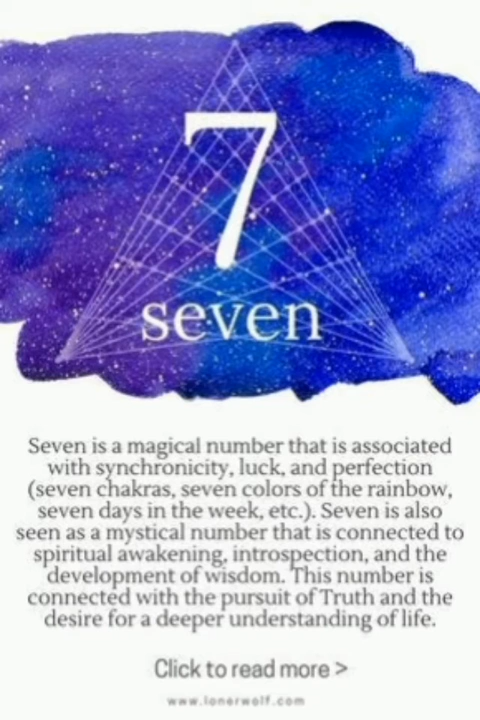 7
seven
Seven is a magical number that is associated
with synchronicity, luck, and perfection
(seven chakras, seven colors of the rainbow,
seven days in the week, etc.). Seven is also
seen as a mystical number that is connected to
spiritual awakening, introspection, and the
development of wisdom. This number is
connected with the pursuit of Truth and the
desire for a deeper understanding of life.
Click to read more >
www.lonerwolf.com